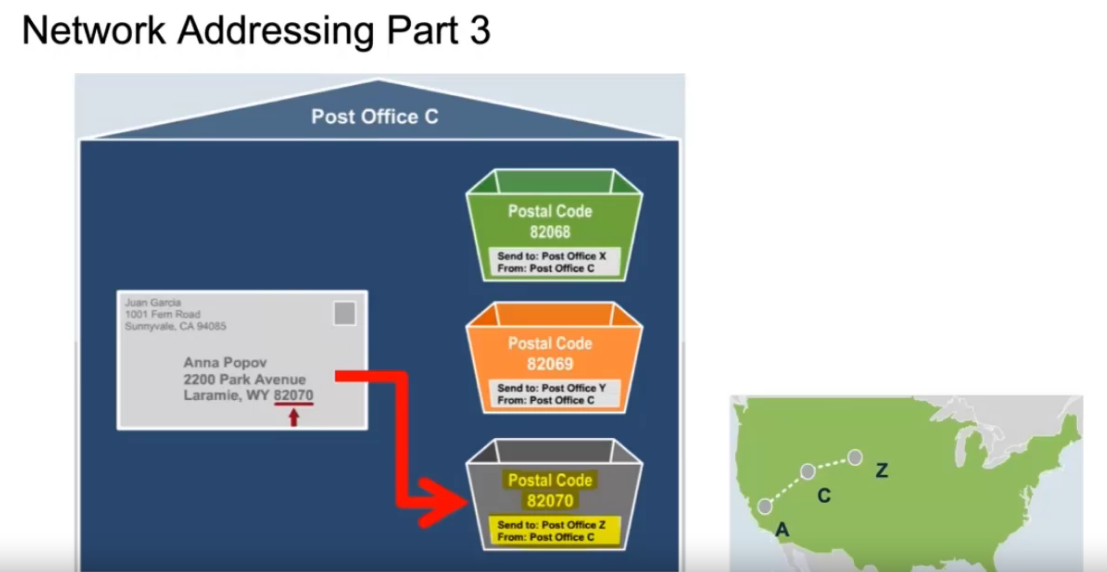 Network Addressing Part 3
Post Office C
Postal Code
82068
Send to: Post Office X
From: Post Office C
Juan Garcia
1001 Fern Road
Sunnyvale, CA 94085
Anna Popov
2200 Park Avenue
Laramie, WY 82070
Postal Code
82069
Send to: Post Office Y
From: Post Office C
Postal Code
82070
Send to: Post Office Z
From: Post Office C
Z
C
A